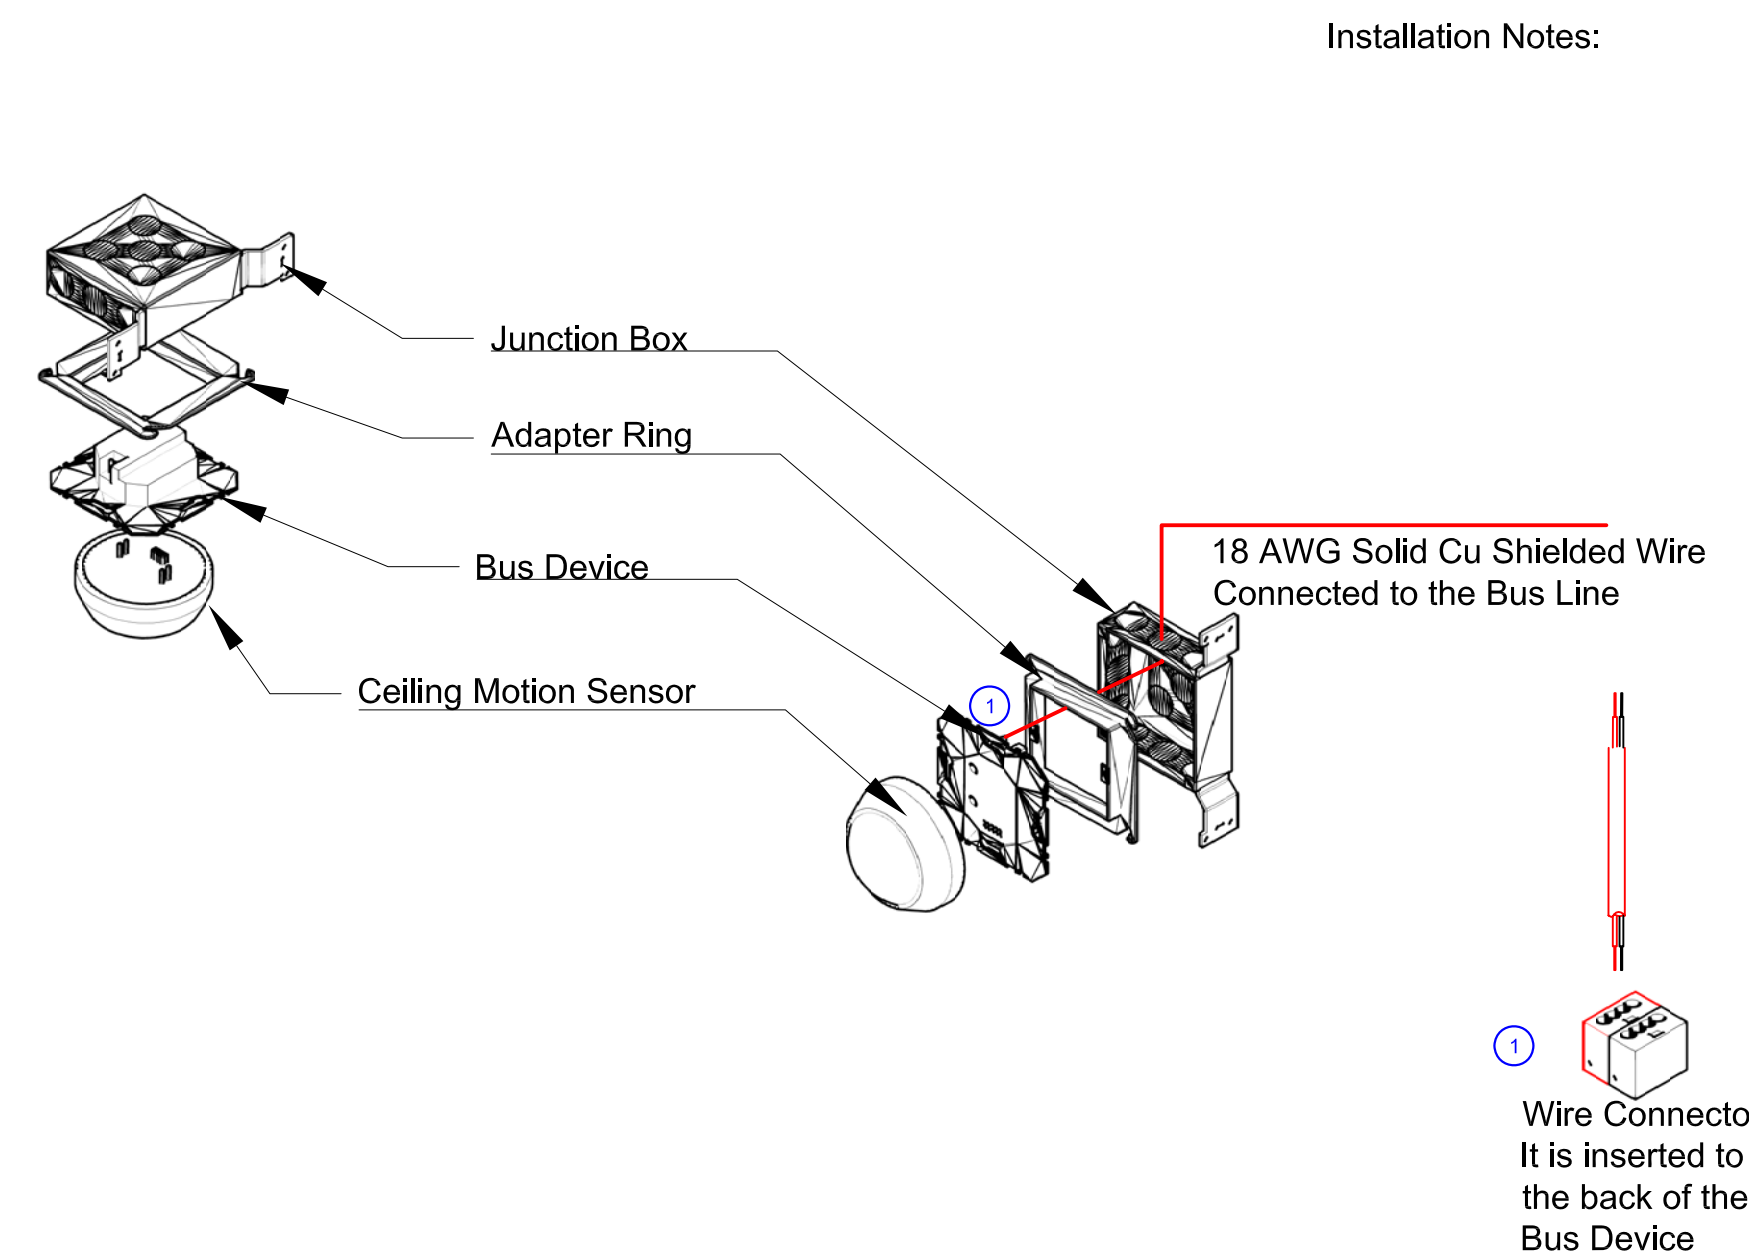 Installation Notes:
Junction Box
Adapter Ring
Bus Device
Ceiling Motion Sensor
18 AWG Solid Cu Shielded Wire
Connected to the Bus Line
1
1
Wire Connecto
It is inserted to
the back of the
Bus Device